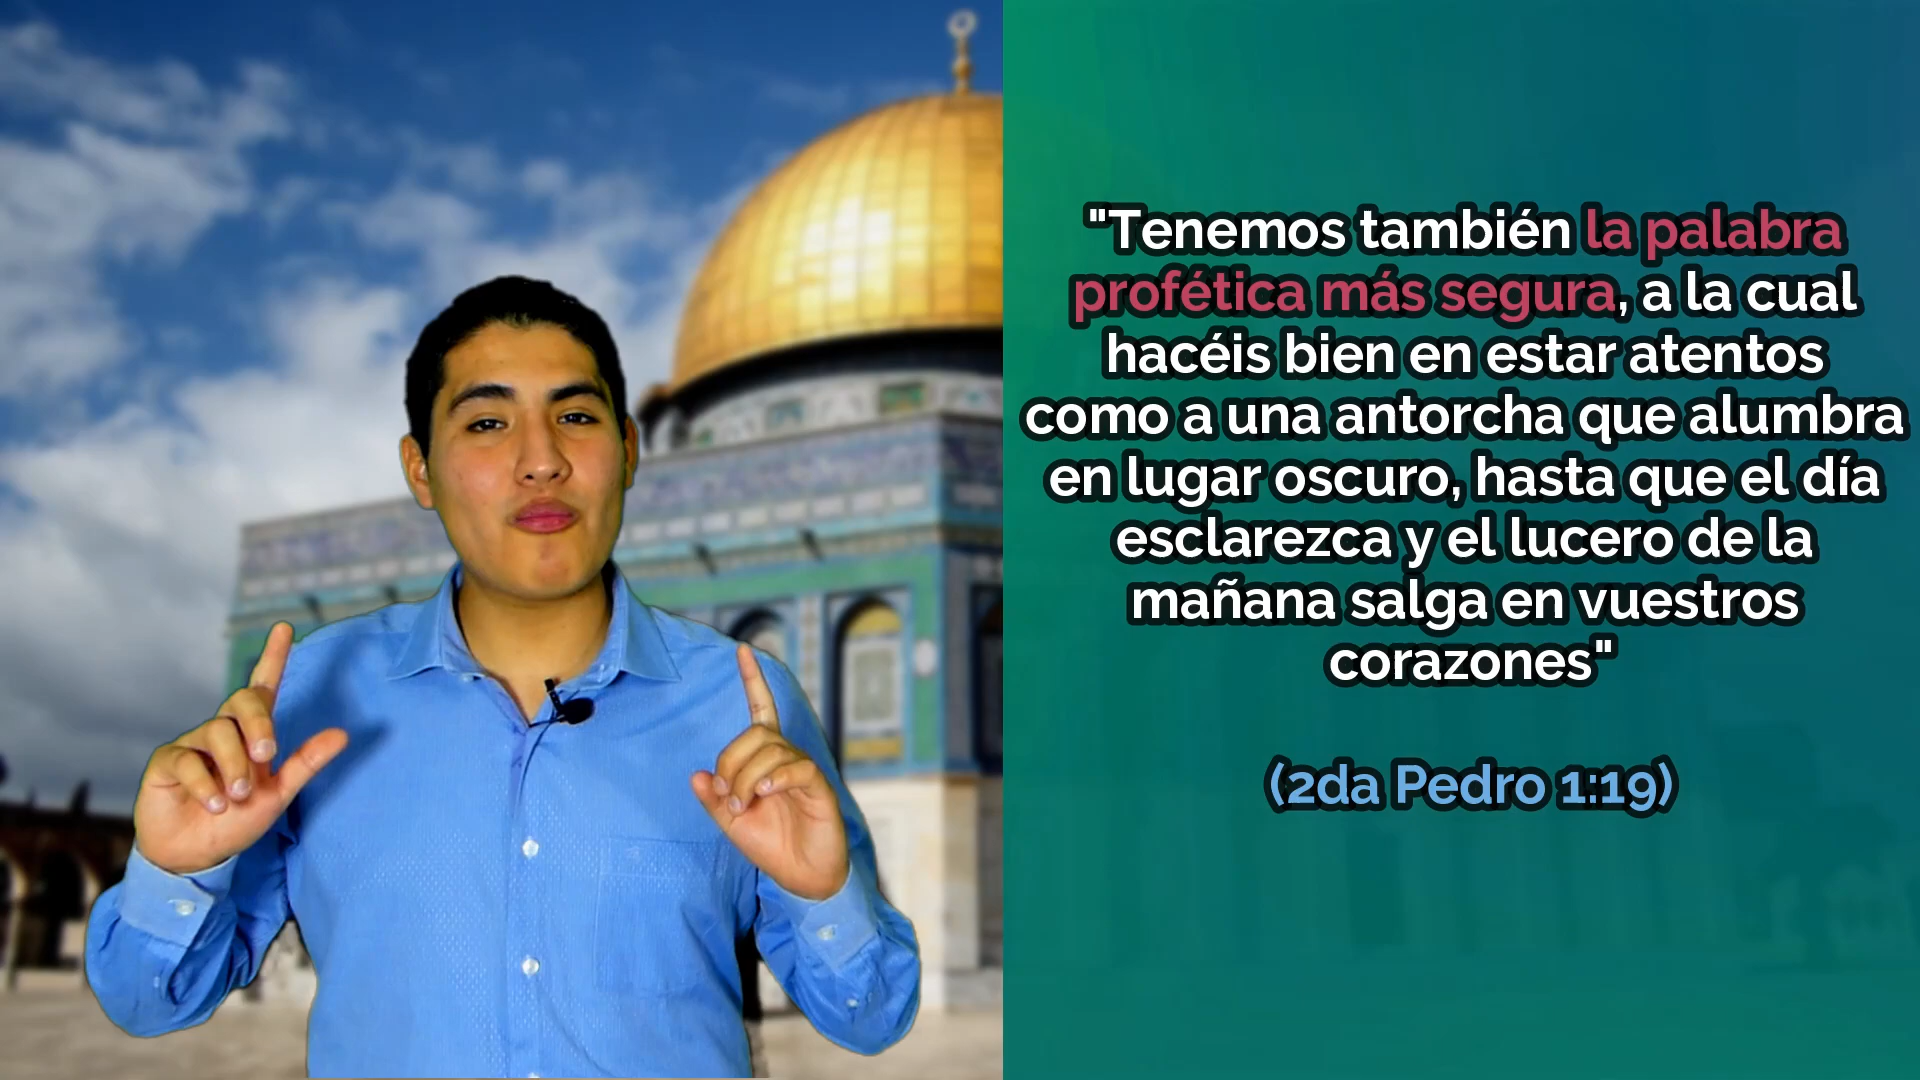 "Tenemos también la palabra
profética más segura, a la cual
hacéis bien en estar atentos
como a una antorcha que alumbra
en lugar oscuro, hasta que el día
esclarezca y el lucero de la
mañana salga en vuestros
corazones"
(2da Pedro 1:19)